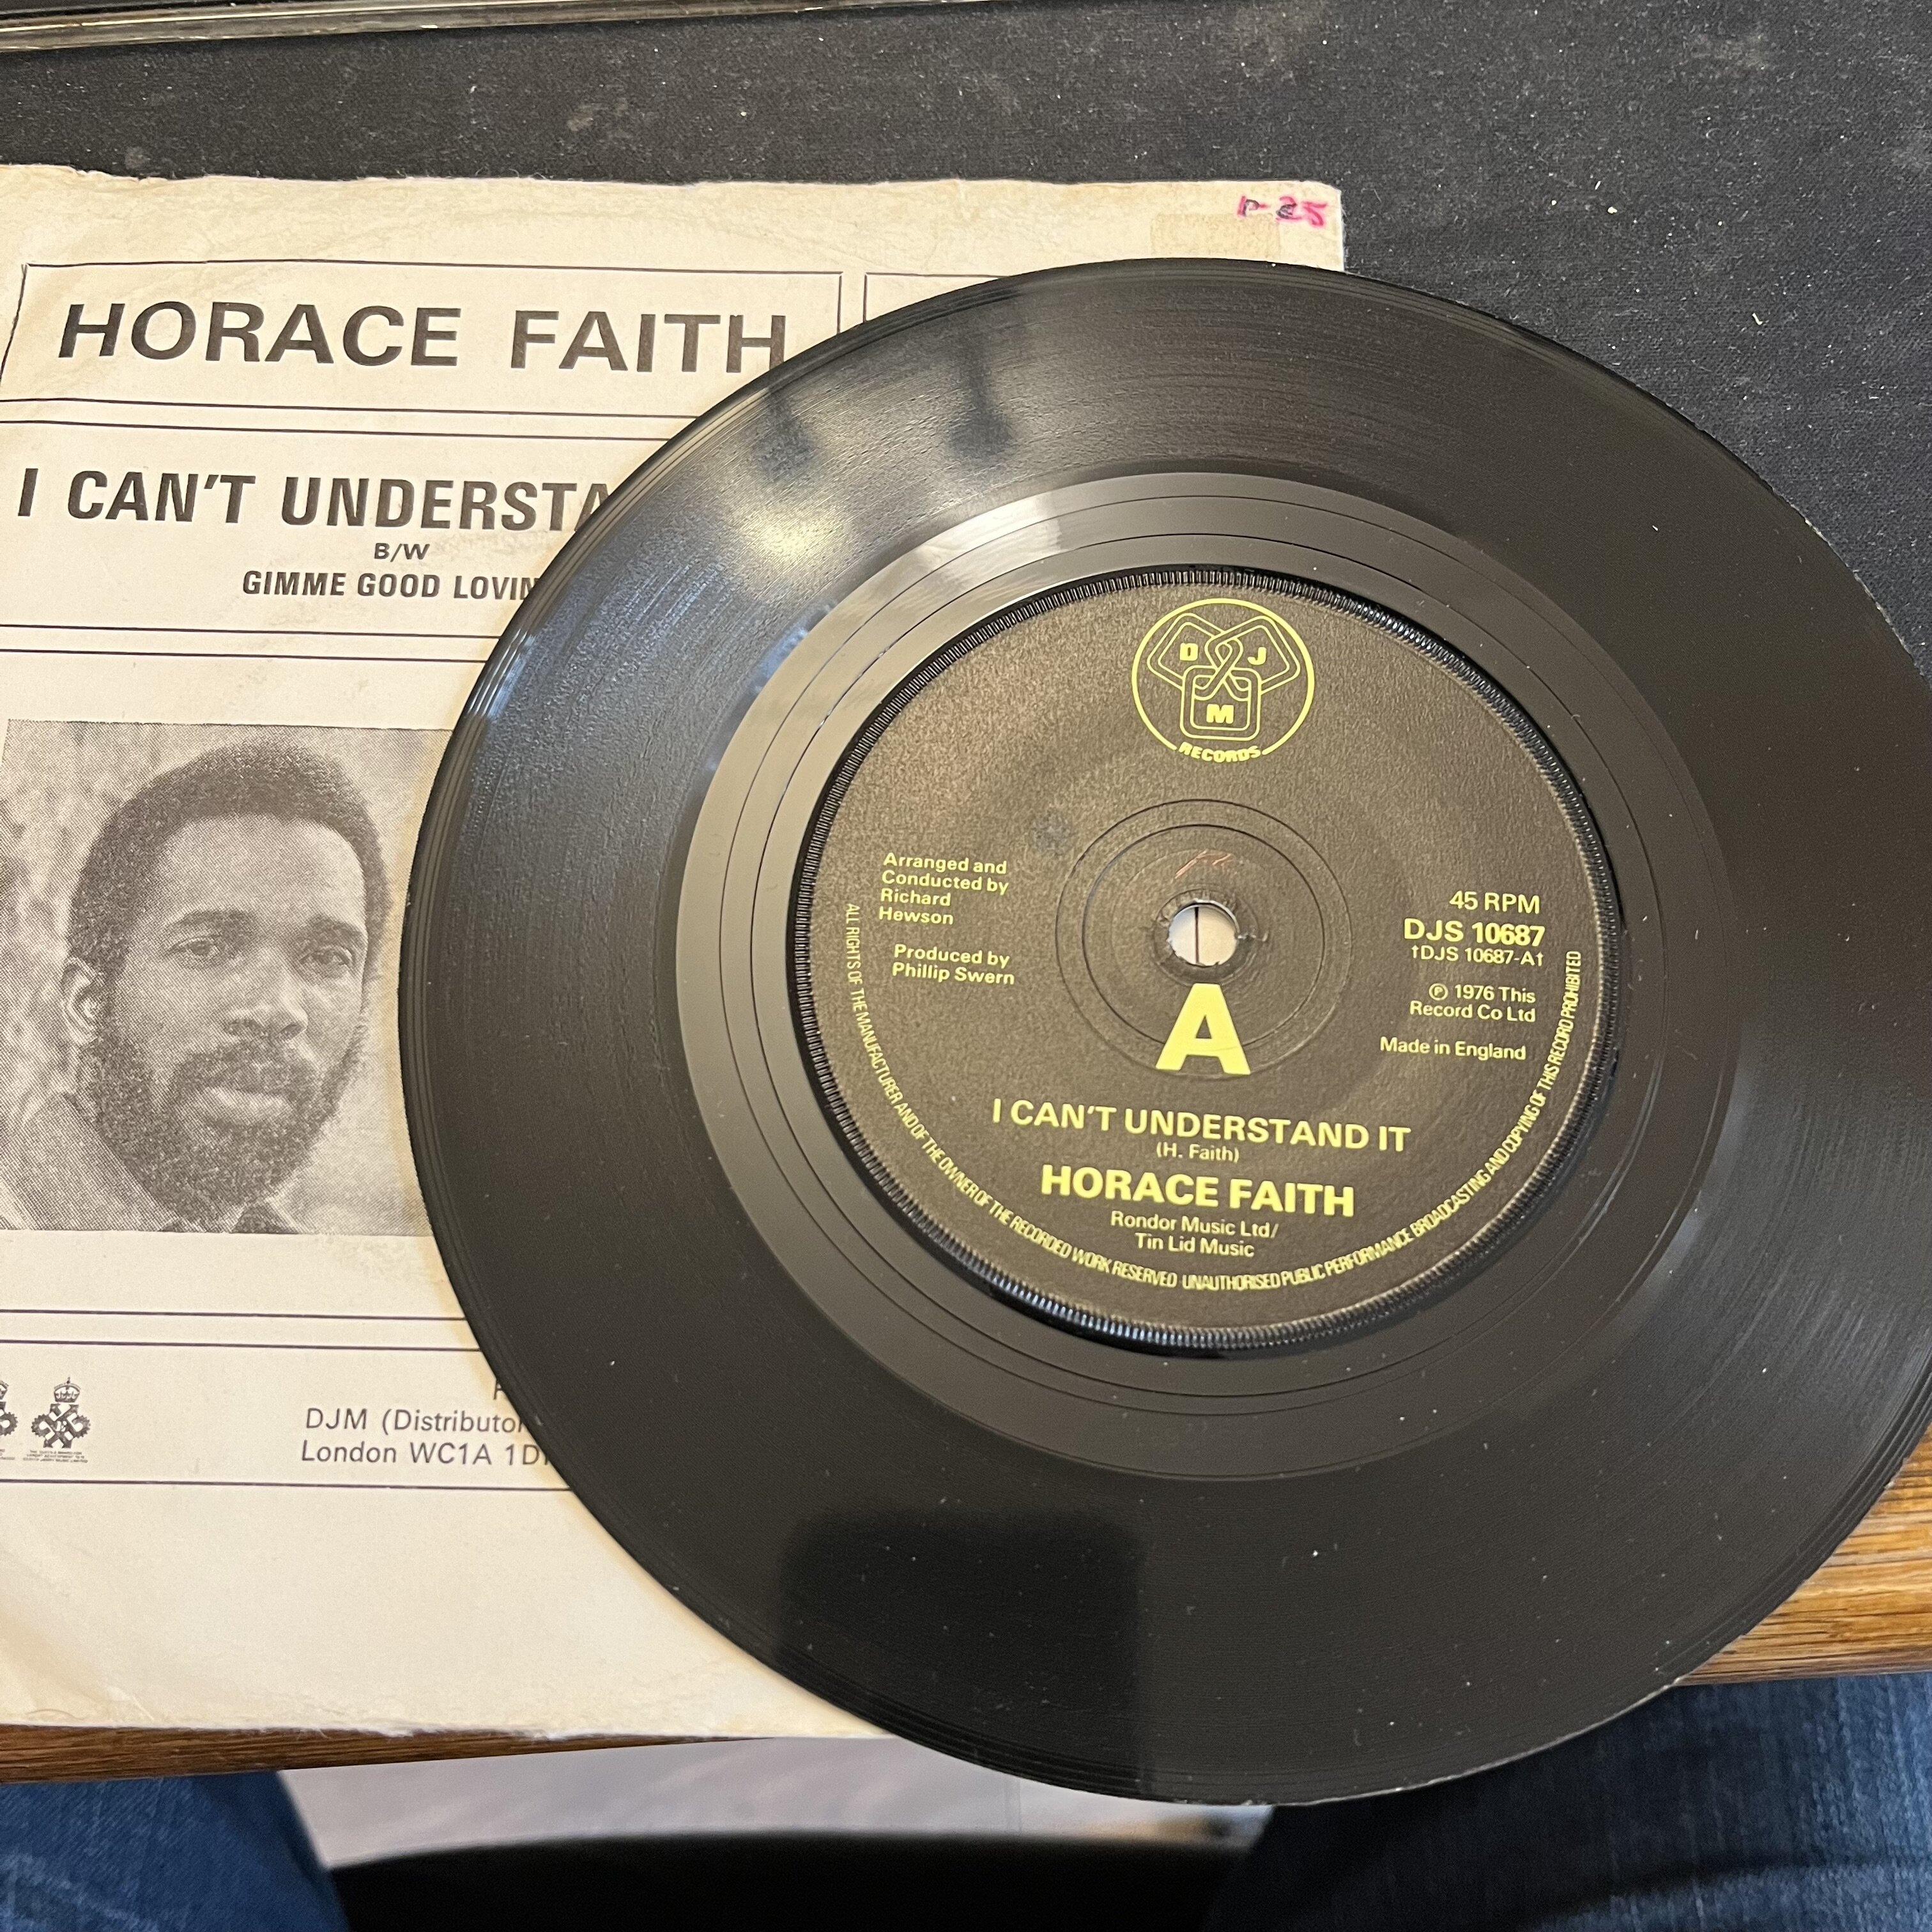 HORACE FAITH
I CAN'T UNDERSTA
B/W
GIMME GOOD LOVIN
DJM (Distributor
London WC1A 1D
D J
M
RECORDS
Arranged and
Conducted by
Richard
Hewson
Produced by
Phillip Swern
45 RPM
DJS 10687
†DJS 10687-A†
℗ 1976 This
Record Co Ltd
Made in England
A
I CAN'T UNDERSTAND IT
(H. Faith)
HORACE FAITH
Rondor Music Ltd/
Tin Lid Music
ALL RIGHTS OF THE MANUFACTURER AND OF THE OWNER OF THE RECORDED WORK RESERVED UNAUTHORISED PUBLIC PERFORMANCE BROADCASTING AND COPYING OF THIS RECORD PROHIBITED